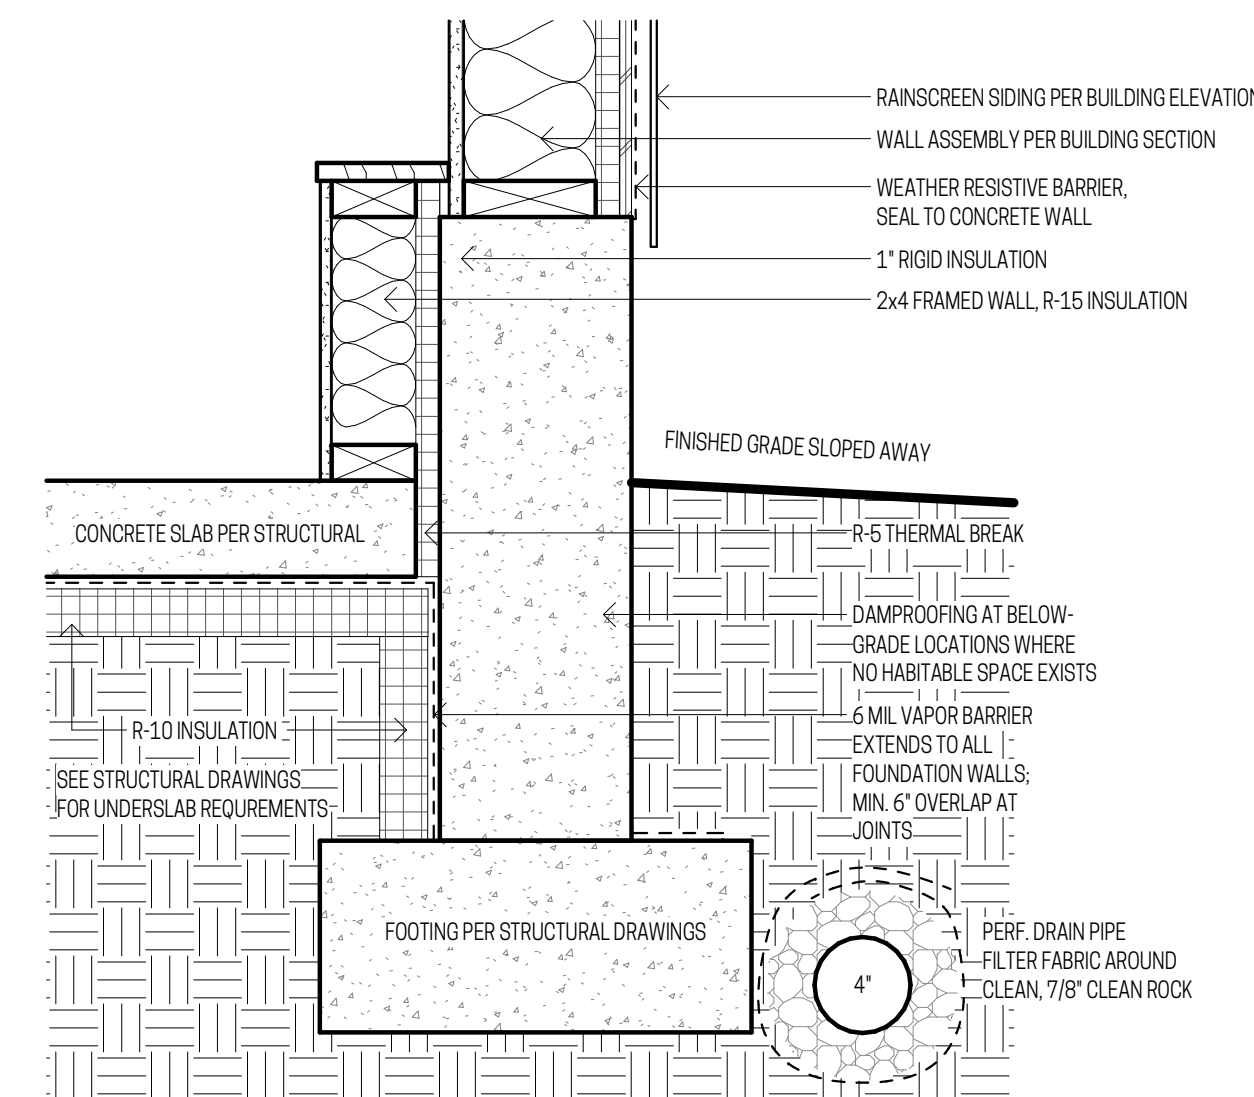 RAINSCREEN SIDING PER BUILDING ELEVATION
WALL ASSEMBLY PER BUILDING SECTION
WEATHER RESISTIVE BARRIER,
SEAL TO CONCRETE WALL
1" RIGID INSULATION
2x4 FRAMED WALL, R-15 INSULATION
FINISHED GRADE SLOPED AWAY
CONCRETE SLAB PER STRUCTURAL
R-5 THERMAL BREAK
DAMPROOFING AT BELOW-
GRADE LOCATIONS WHERE
NO HABITABLE SPACE EXISTS
6 MIL VAPOR BARRIER
EXTENDS TO ALL
FOUNDATION WALLS;
MIN. 6" OVERLAP AT
JOINTS
R-10 INSULATION
SEE STRUCTURAL DRAWINGS
FOR UNDERSLAB REQUREMENTS
FOOTING PER STRUCTURAL DRAWINGS
4"
PERF. DRAIN PIPE
FILTER FABRIC AROUND
CLEAN, 7/8" CLEAN ROCK